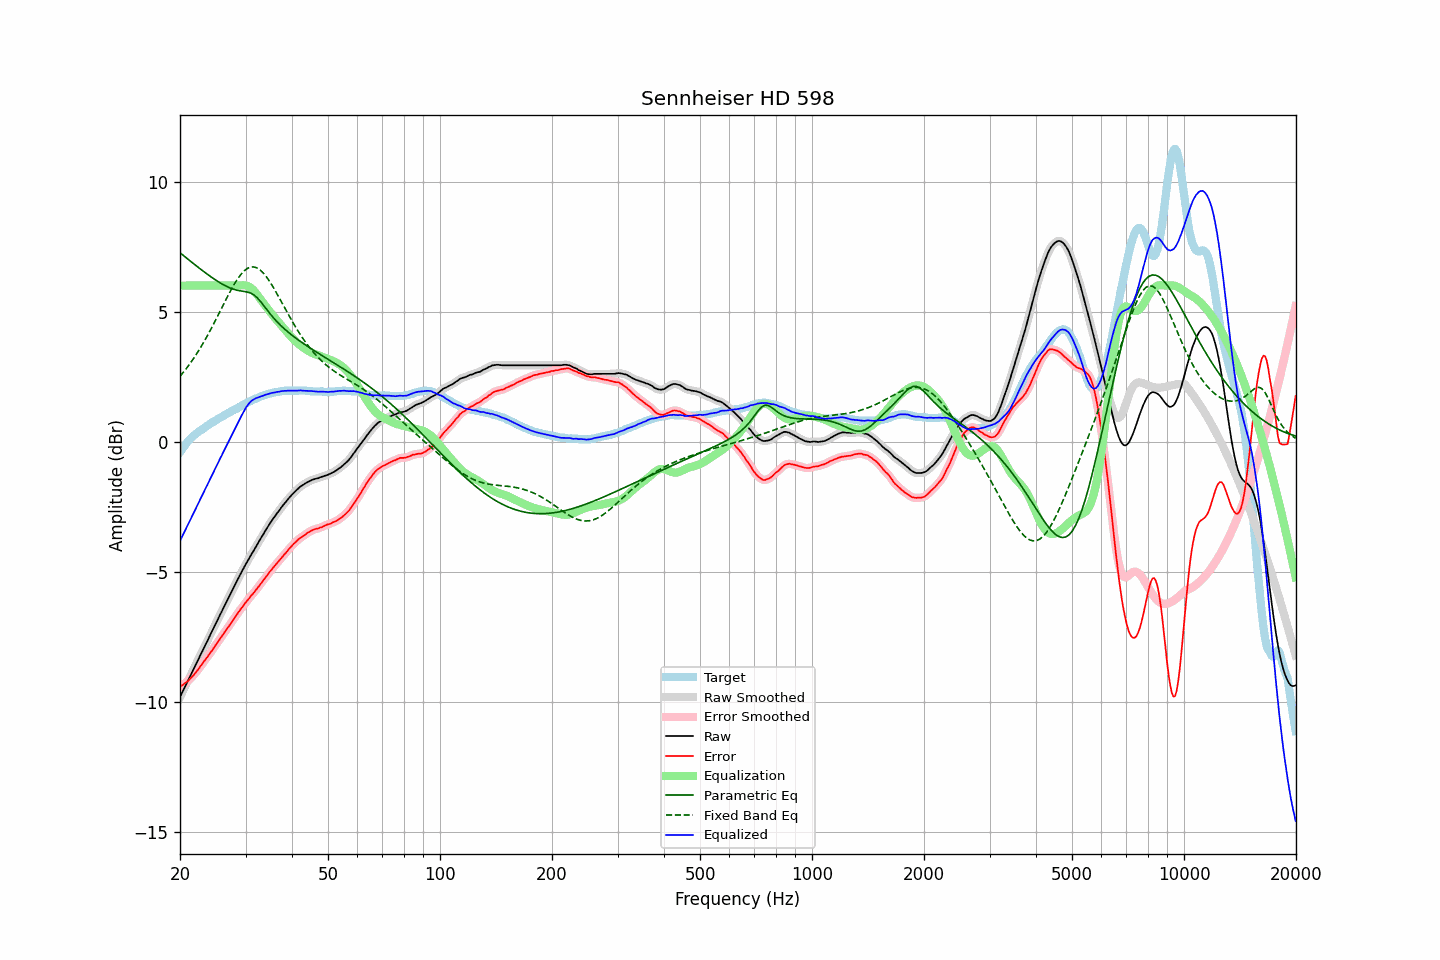 Sennheiser HD 598
Amplitude (dBr)
10
5
0
−5
−10
−15
Target
Raw Smoothed
Error Smoothed
Raw
Error
Equalization
Parametric Eq
Fixed Band Eq
Equalized
20 50 100 200 500 1000 2000 5000 10000 20000
Frequency (Hz)